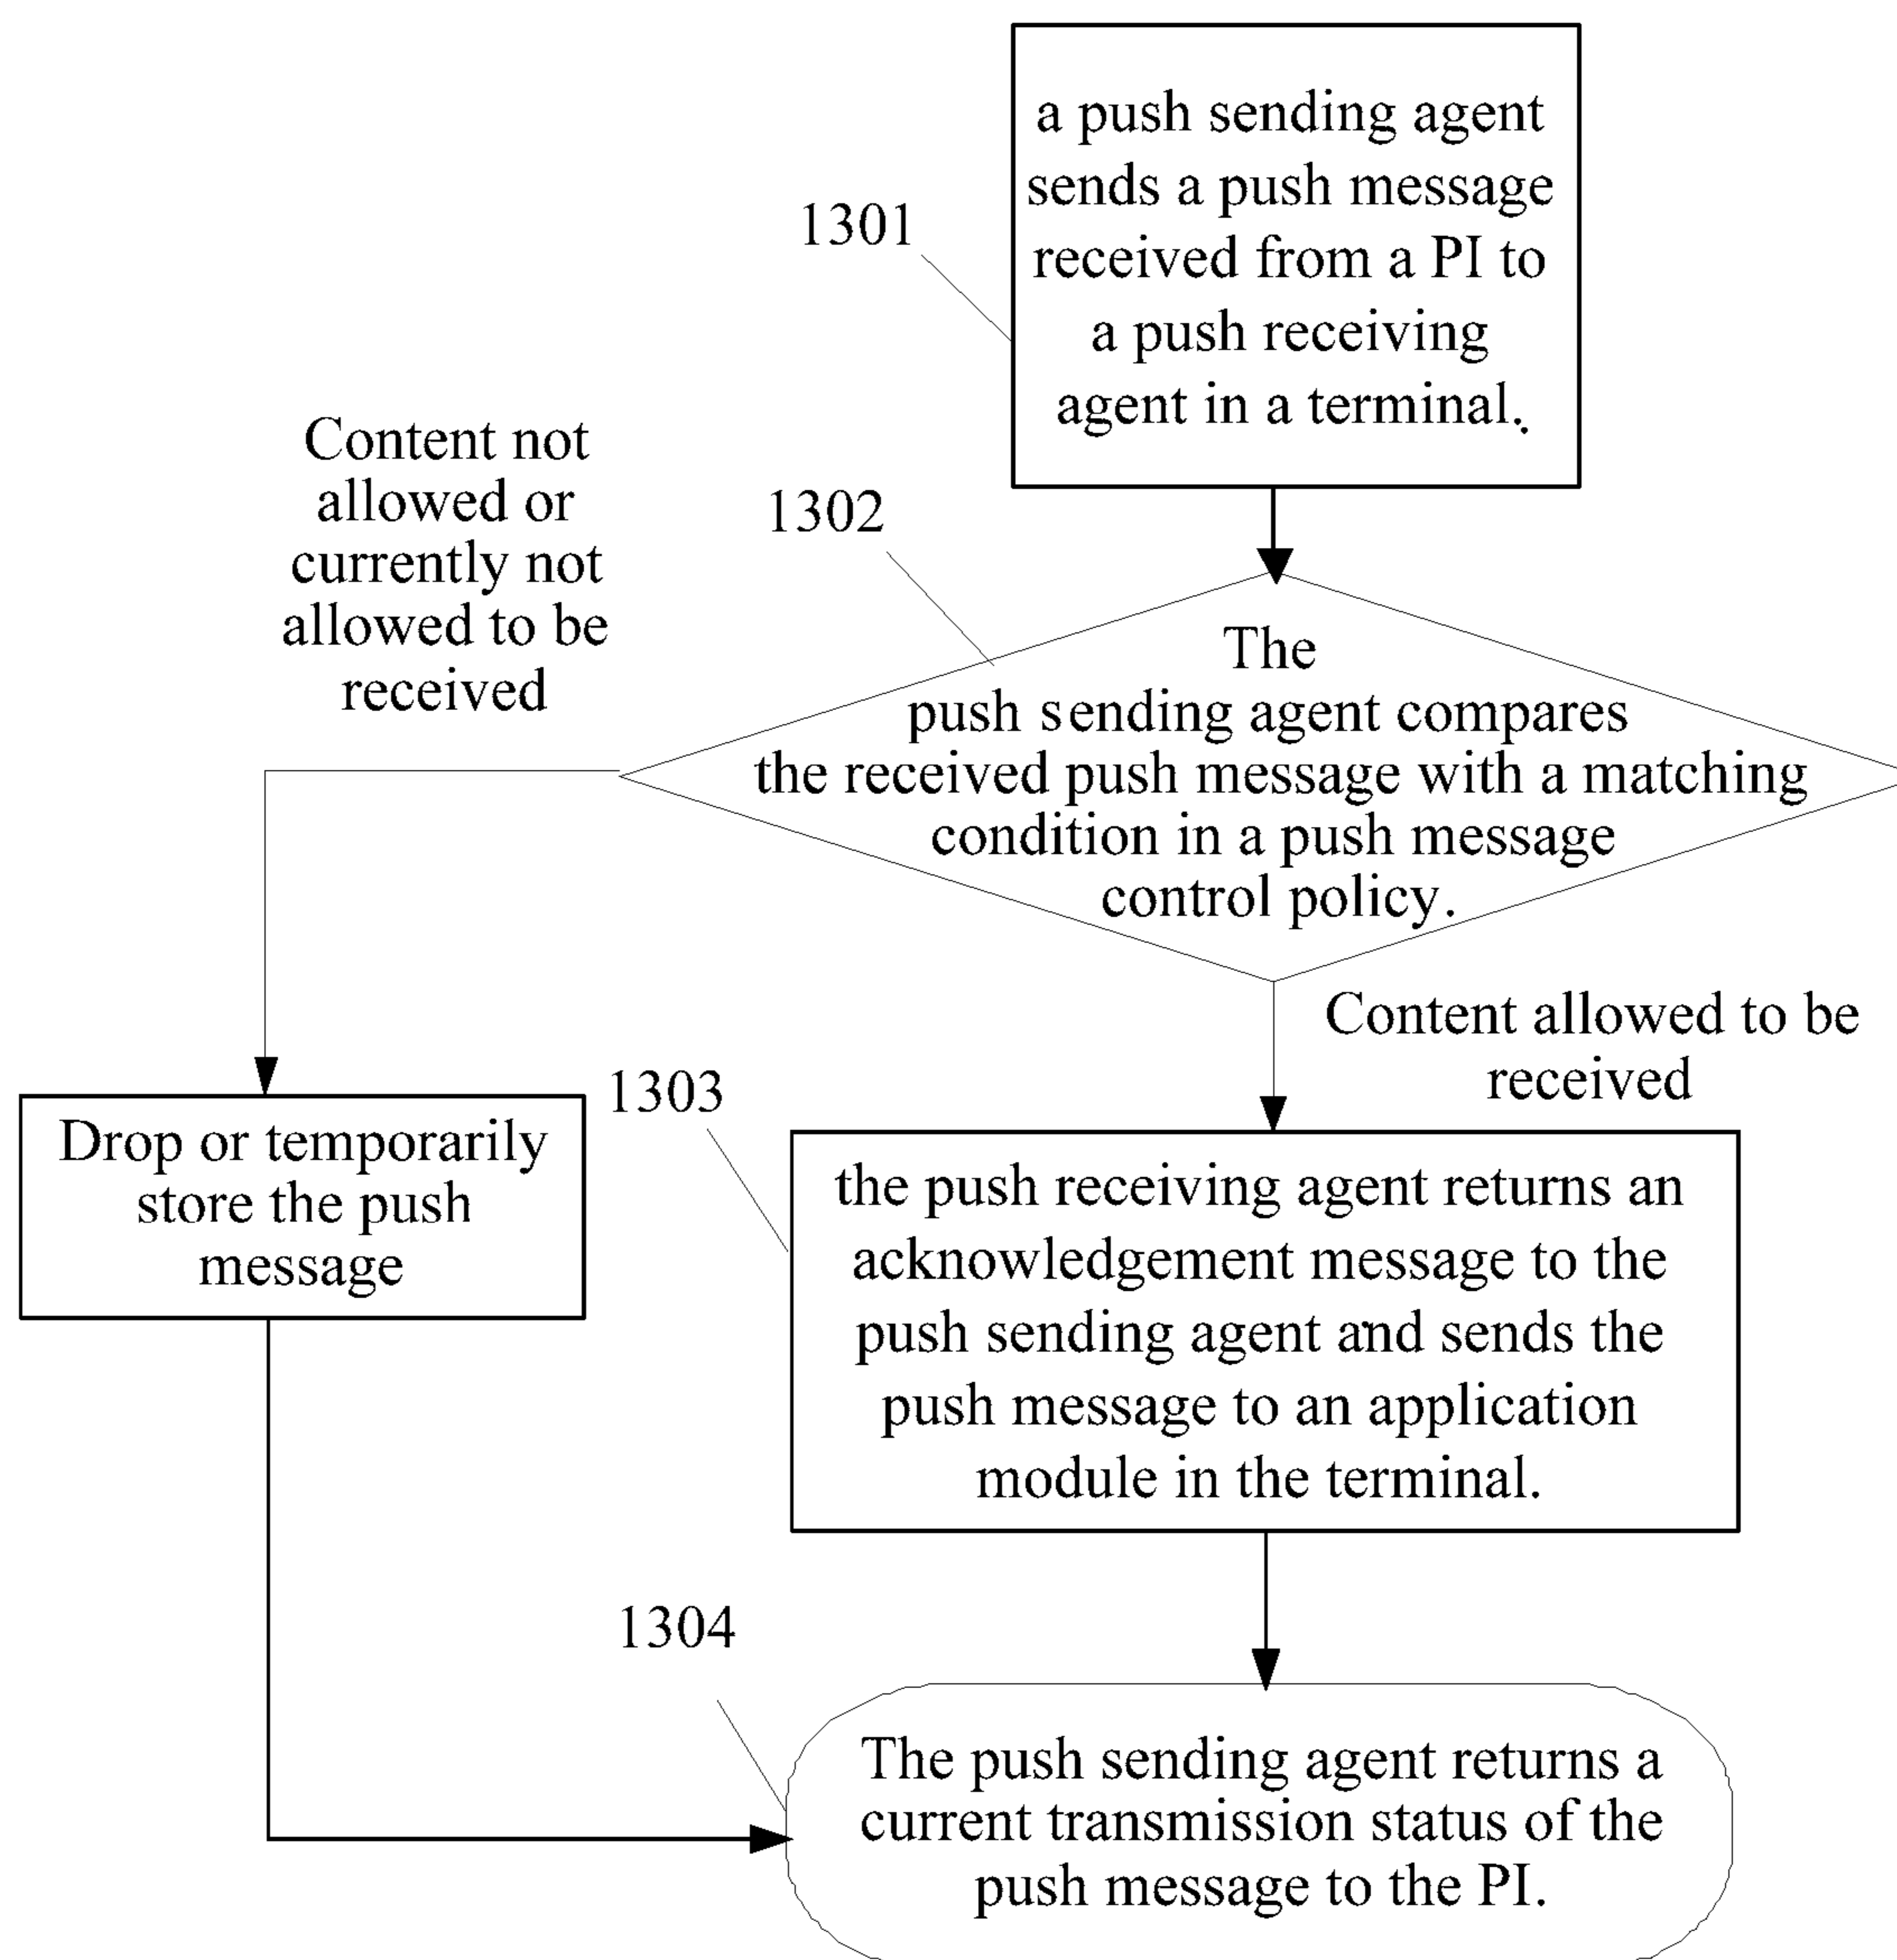 a push sending agent
sends a push message
received from a PI to
a push receiving
agent in a terminal.
1301
Content not
allowed or
currently not
allowed to be
received
1302
The
push sending agent compares
the received push message with a matching
condition in a push message
control policy.
Content allowed to be
received
Drop or temporarily
store the push
message
1303
the push receiving agent returns an
acknowledgement message to the
push sending agent and sends the
push message to an application
module in the terminal.
1304
The push sending agent returns a
current transmission status of the
push message to the PI.